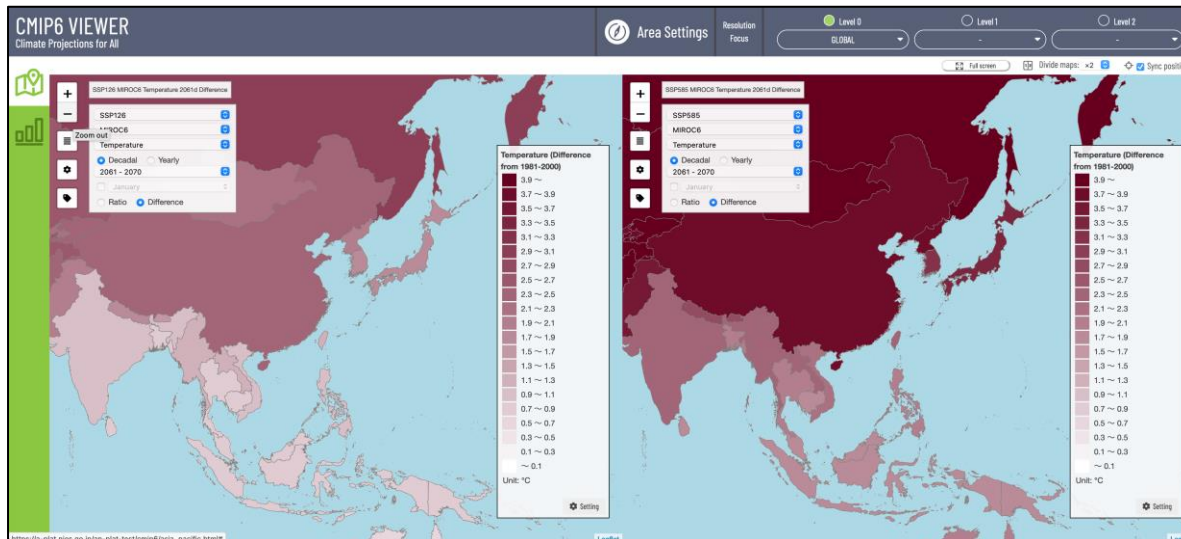 CMIP6 VIEWER
Climate Projections for All
Area Settings
Resolution
Focus
Level 0
GLOBAL
Level 1
-
Level 2
-
Full screen
Divide maps: ×2
Sync positi
+
−
SSP126 MIROC6 Temperature 2061d Difference
SSP126
MIROC6
Zoom out
Temperature
Decadal
Yearly
2061 - 2070
January
Ratio
Difference
Temperature (Difference
from 1981-2000)
3.9 ～
3.7 ～ 3.9
3.5 ～ 3.7
3.3 ～ 3.5
3.1 ～ 3.3
2.9 ～ 3.1
2.7 ～ 2.9
2.5 ～ 2.7
2.3 ～ 2.5
2.1 ～ 2.3
1.9 ～ 2.1
1.7 ～ 1.9
1.5 ～ 1.7
1.3 ～ 1.5
1.1 ～ 1.3
0.9 ～ 1.1
0.7 ～ 0.9
0.5 ～ 0.7
0.3 ～ 0.5
0.1 ～ 0.3
～ 0.1
Unit: °C
Setting
+
−
SSP585 MIROC6 Temperature 2061d Difference
SSP585
MIROC6
Temperature
Decadal
Yearly
2061 - 2070
January
Ratio
Difference
Temperature (Difference
from 1981-2000)
3.9 ～
3.7 ～ 3.9
3.5 ～ 3.7
3.3 ～ 3.5
3.1 ～ 3.3
2.9 ～ 3.1
2.7 ～ 2.9
2.5 ～ 2.7
2.3 ～ 2.5
2.1 ～ 2.3
1.9 ～ 2.1
1.7 ～ 1.9
1.5 ～ 1.7
1.3 ～ 1.5
1.1 ～ 1.3
0.9 ～ 1.1
0.7 ～ 0.9
0.5 ～ 0.7
0.3 ～ 0.5
0.1 ～ 0.3
～ 0.1
Unit: °C
Setting